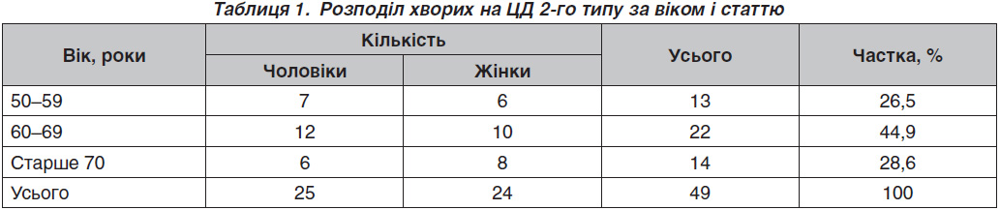 Таблиця 1. Розподіл хворих на ЦД 2-го типу за віком і статтю
Вік, роки Кількість Усього Частка, %
Чоловіки Жінки
50–59 7 6 13 26,5
60–69 12 10 22 44,9
Старше 70 6 8 14 28,6
Усього 25 24 49 100